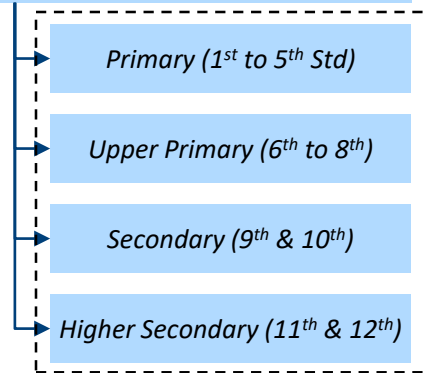 Primary (1st to 5th Std)
Upper Primary (6th to 8th)
Secondary (9th & 10th)
Higher Secondary (11th & 12th)